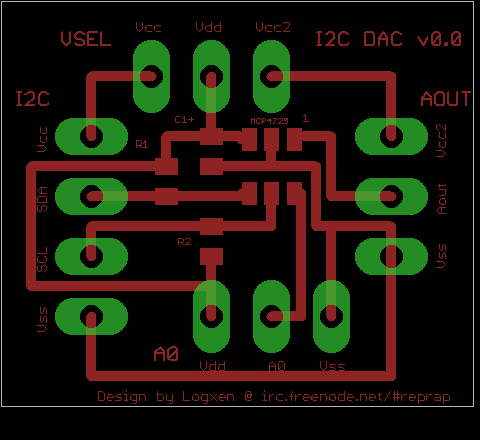 Vcc Vdd Vcc2
VSEL I2C DAC v0.0
I2C AOUT
C1+ MCP4728 1
Vcc R1 Vcc2
SDA Aout
SCL R2 Vss
Vss
A0 Vdd A0 Vss
Design by Logxen @ irc.freenode.net/#reprap